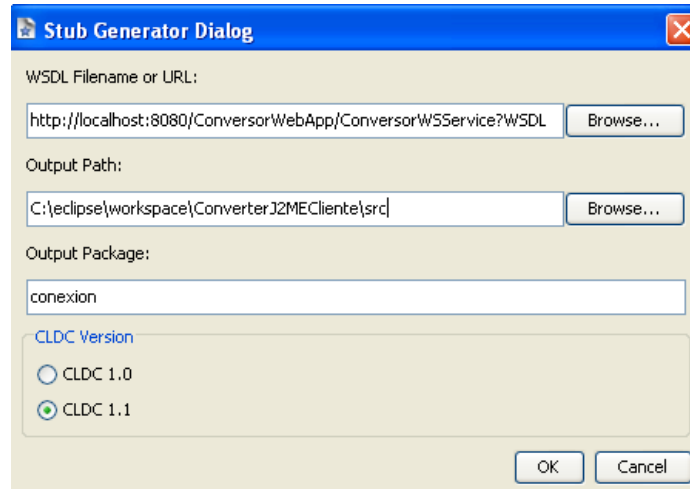 Stub Generator Dialog
WSDL Filename or URL:
http://localhost:8080/ConversorWebApp/ConversorWSService?WSDL
Browse...
Output Path:
C:\eclipse\workspace\ConverterJ2MECliente\src
Browse...
Output Package:
conexion
CLDC Version
CLDC 1.0
CLDC 1.1
OK
Cancel